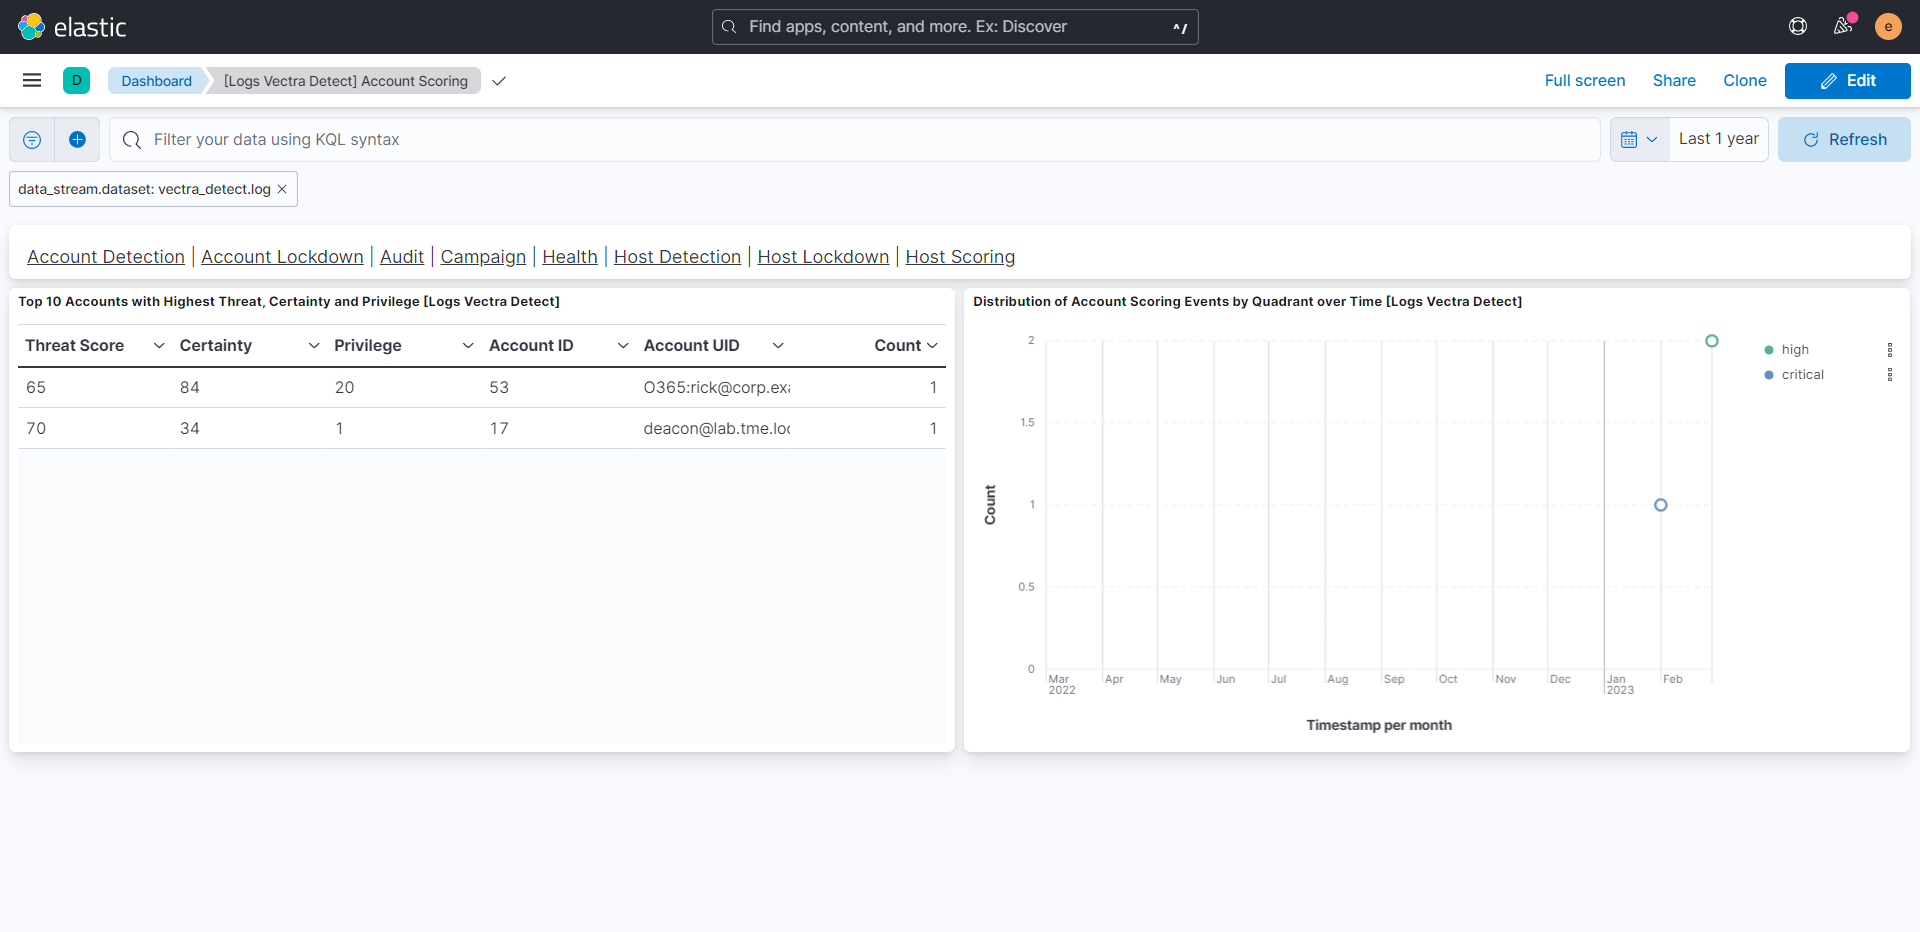 elastic
Find apps, content, and more. Ex: Discover
^/
D
Dashboard
[Logs Vectra Detect] Account Scoring
Full screen
Share
Clone
Edit
e
Filter your data using KQL syntax
Last 1 year
Refresh
data_stream.dataset: vectra_detect.log
Account Detection | Account Lockdown | Audit | Campaign | Health | Host Detection | Host Lockdown | Host Scoring
Top 10 Accounts with Highest Threat, Certainty and Privilege [Logs Vectra Detect]
Threat Score Certainty Privilege Account ID Account UID Count
65 84 20 53 O365:rick@corp.exa 1
70 34 1 17 deacon@lab.tme.loc 1
Distribution of Account Scoring Events by Quadrant over Time [Logs Vectra Detect]
2
1.5
1
0.5
0
Count
Mar Apr May Jun Jul Aug Sep Oct Nov Dec Jan Feb
2022 2023
Timestamp per month
high
critical